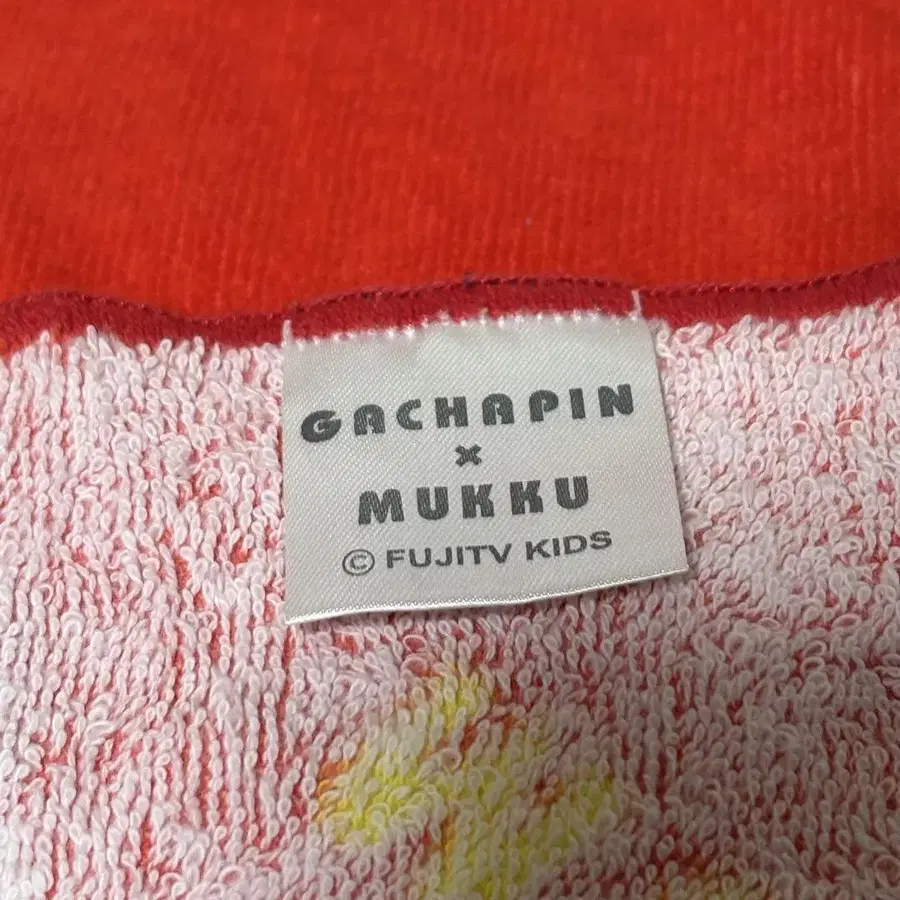 GACHAPIN
×
MUKKU
© FUJITV KIDS